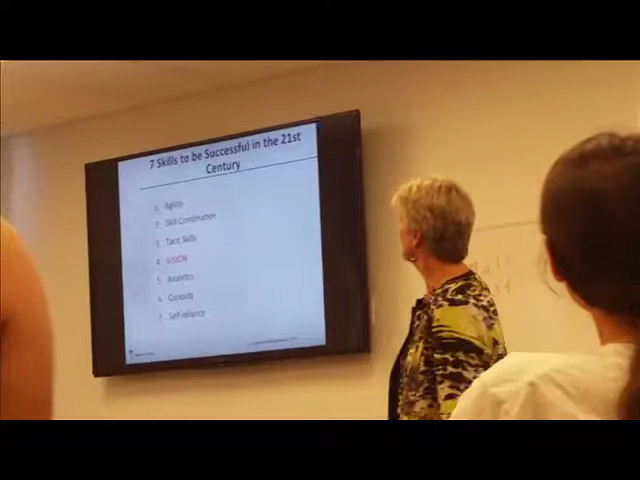 7 Skills to be Successful in the 21st
Century
1. Agility
2. Skill Combination
3. Tacit Skills
4. VISION
5. Analytics
6. Curiosity
7. Self reliance